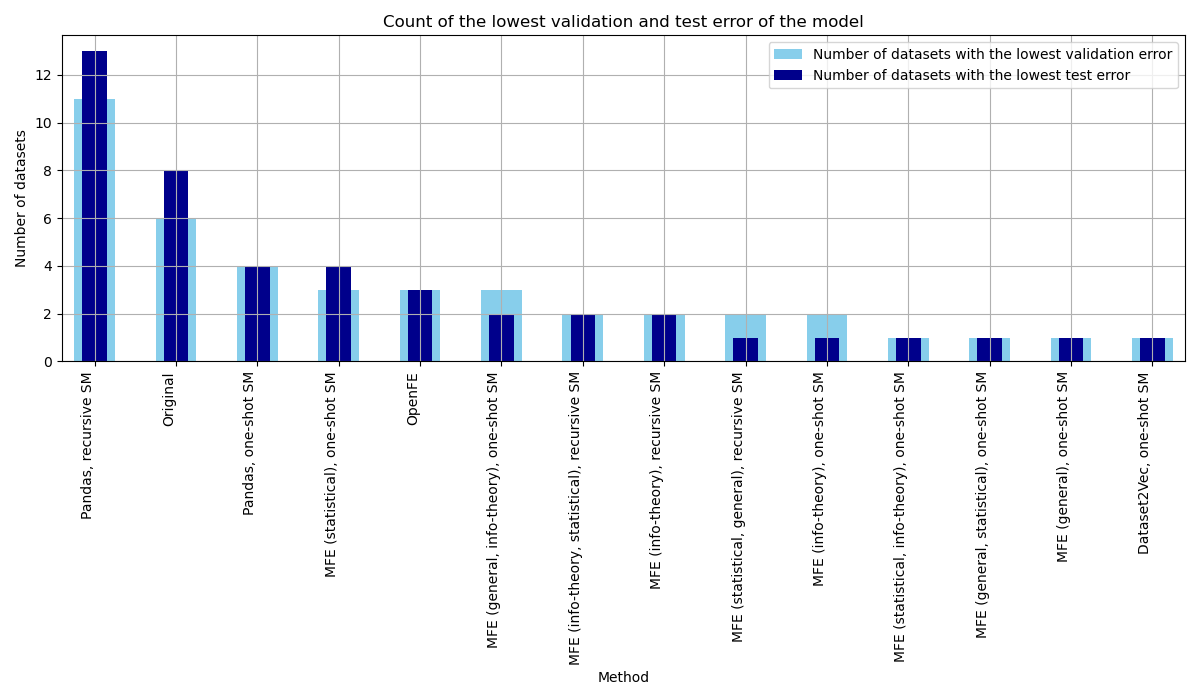 Count of the lowest validation and test error of the model
Number of datasets with the lowest validation error
Number of datasets with the lowest test error
Number of datasets
12
10
8
6
4
2
0
Pandas, recursive SM
Original
Pandas, one-shot SM
MFE (statistical), one-shot SM
OpenFE
MFE (general, info-theory), one-shot SM
MFE (info-theory, statistical), recursive SM
MFE (info-theory), recursive SM
MFE (statistical, general), recursive SM
MFE (info-theory), one-shot SM
MFE (statistical, info-theory), one-shot SM
MFE (general, statistical), one-shot SM
MFE (general), one-shot SM
Dataset2Vec, one-shot SM
Method